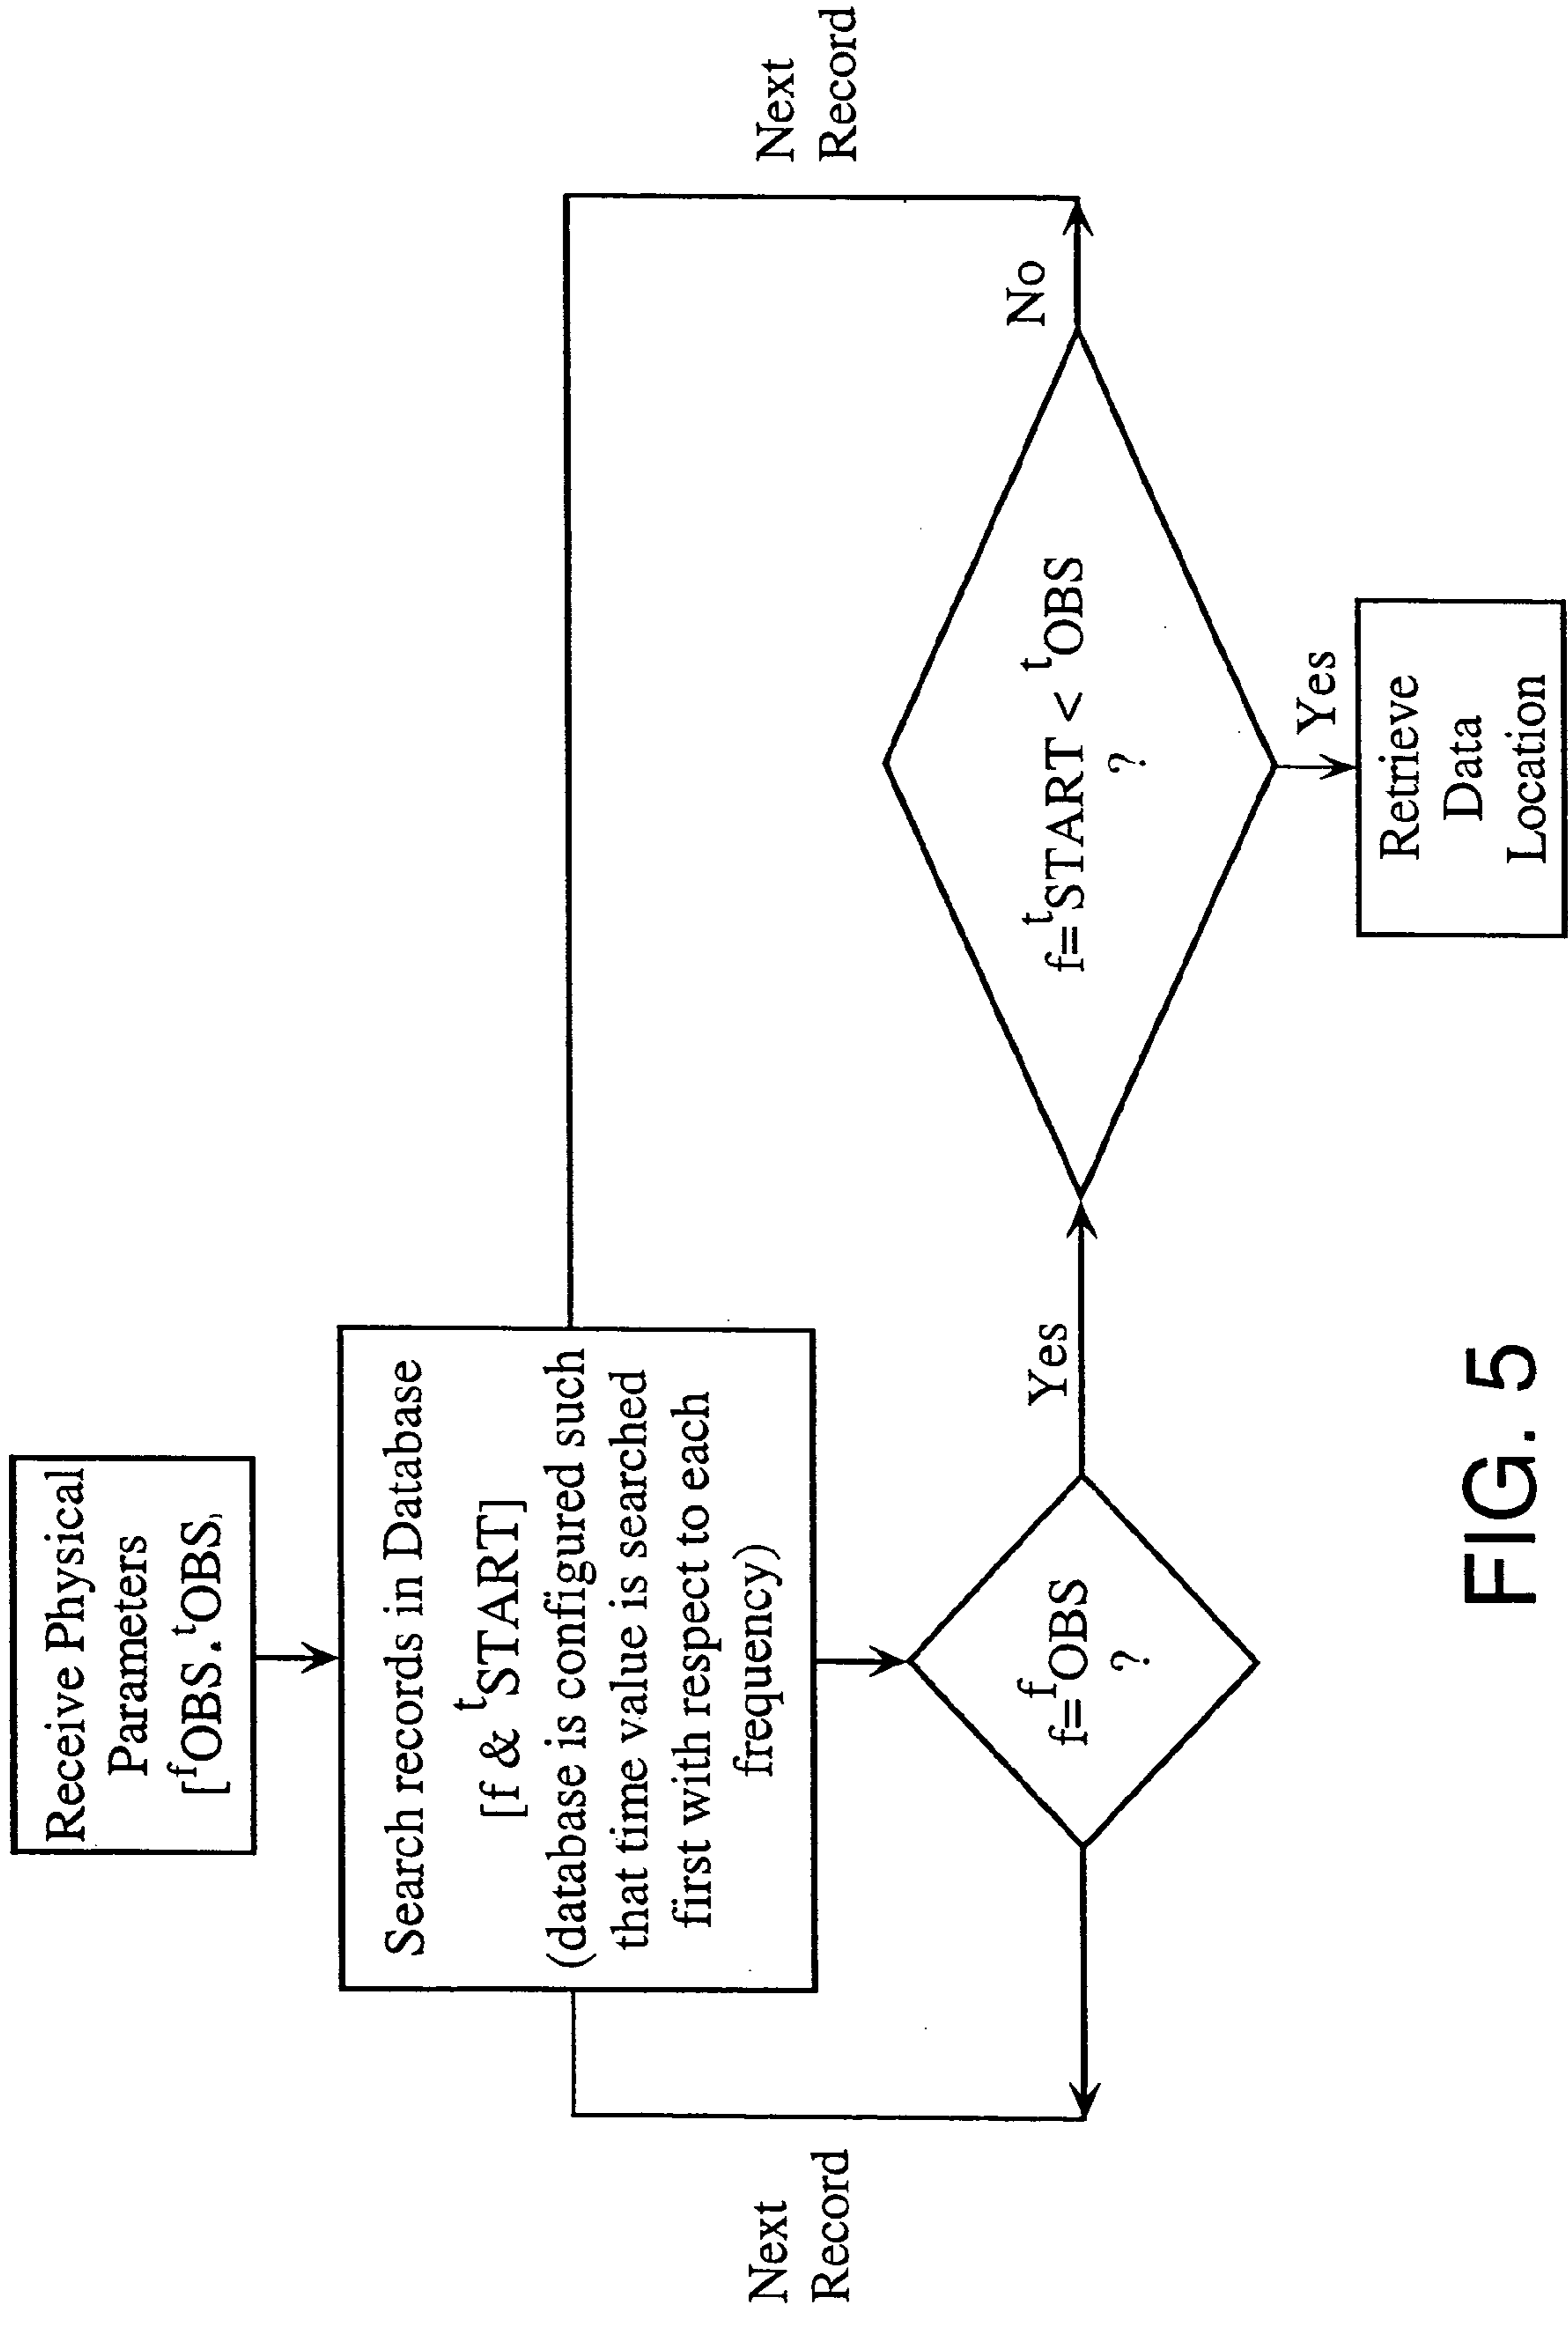 Receive Physical
Parameters
[fOBS.tOBS,
Search records in Database
[f & tSTART]
(database is configured such
that time value is searched
first with respect to each
frequency)
Next
Record
Next
Record
f=fOBS
?
Yes
f=tSTART < tOBS
?
No
Yes
Retrieve
Data
Location
FIG. 5